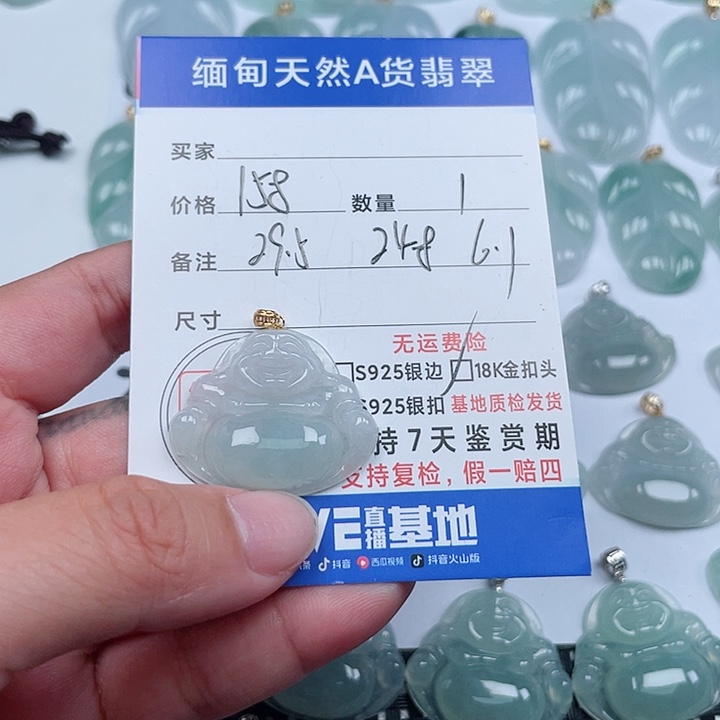 缅甸天然A货翡翠
买家
价格 158 数量 1
备注 29.5 24.8 6.1
尺寸
无运费险
S925银边 18K金扣头
S925银扣 基地质检发货
持7天鉴赏期
支持复检，假一赔四
VE直播基地
条 抖音 西瓜视频 抖音火山版